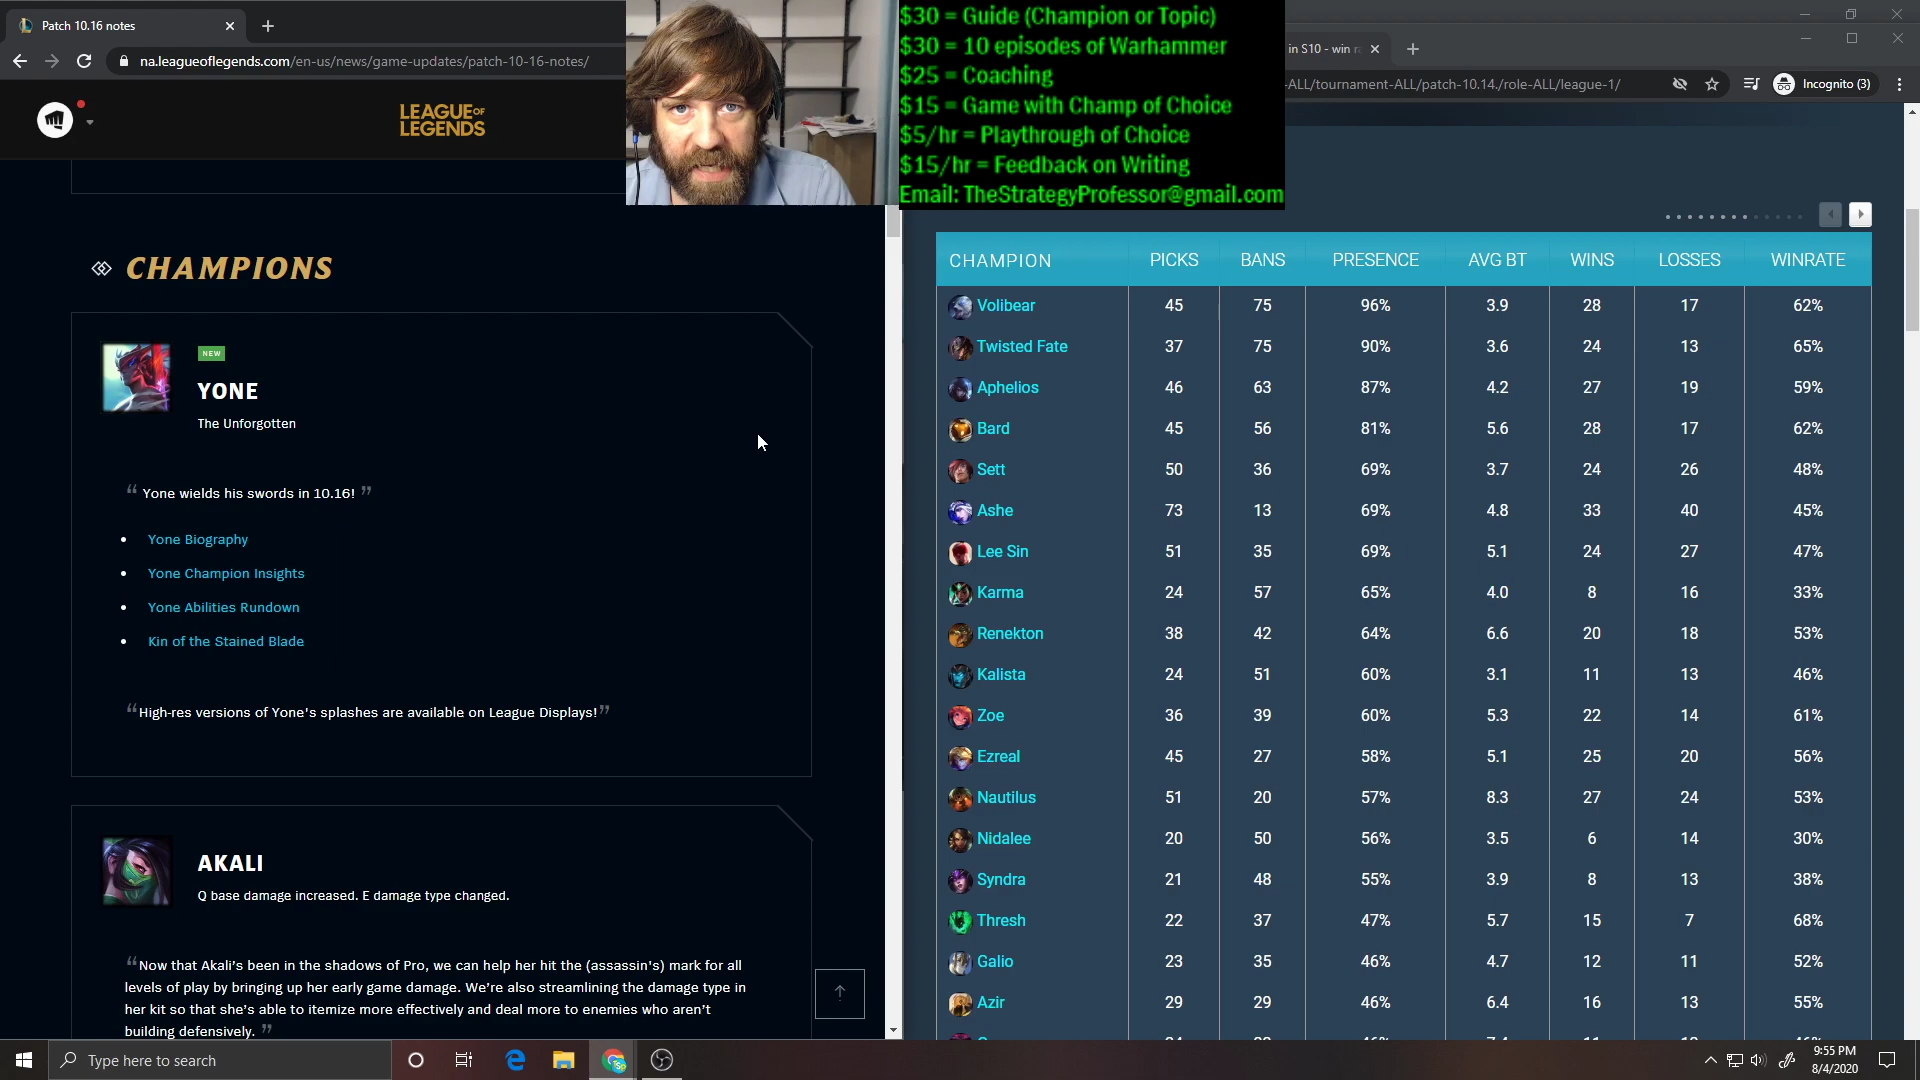 Patch 10.16 notes
na.leagueoflegends.com/en-us/news/game-updates/patch-10-16-notes/
LEAGUE OF
LEGENDS
CHAMPIONS
NEW
YONE
The Unforgotten
“ Yone wields his swords in 10.16! ”
• Yone Biography
• Yone Champion Insights
• Yone Abilities Rundown
• Kin of the Stained Blade
“High-res versions of Yone's splashes are available on League Displays!”
AKALI
Q base damage increased. E damage type changed.
“Now that Akali’s been in the shadows of Pro, we can help her hit the (assassin's) mark for all
levels of play by bringing up her early game damage. We’re also streamlining the damage type in
her kit so that she’s able to itemize more effectively and deal more to enemies who aren’t
building defensively. ”
$30 = Guide (Champion or Topic)
$30 = 10 episodes of Warhammer
$25 = Coaching
$15 = Game with Champ of Choice
$5/hr = Playthrough of Choice
$15/hr = Feedback on Writing
Email: TheStrategyProfessor@gmail.com
in S10 - win r
-ALL/tournament-ALL/patch-10.14./role-ALL/league-1/
Incognito (3)
CHAMPION PICKS BANS PRESENCE AVG BT WINS LOSSES WINRATE
Volibear 45 75 96% 3.9 28 17 62%
Twisted Fate 37 75 90% 3.6 24 13 65%
Aphelios 46 63 87% 4.2 27 19 59%
Bard 45 56 81% 5.6 28 17 62%
Sett 50 36 69% 3.7 24 26 48%
Ashe 73 13 69% 4.8 33 40 45%
Lee Sin 51 35 69% 5.1 24 27 47%
Karma 24 57 65% 4.0 8 16 33%
Renekton 38 42 64% 6.6 20 18 53%
Kalista 24 51 60% 3.1 11 13 46%
Zoe 36 39 60% 5.3 22 14 61%
Ezreal 45 27 58% 5.1 25 20 56%
Nautilus 51 20 57% 8.3 27 24 53%
Nidalee 20 50 56% 3.5 6 14 30%
Syndra 21 48 55% 3.9 8 13 38%
Thresh 22 37 47% 5.7 15 7 68%
Galio 23 35 46% 4.7 12 11 52%
Azir 29 29 46% 6.4 16 13 55%
Type here to search
9:55 PM
8/4/2020